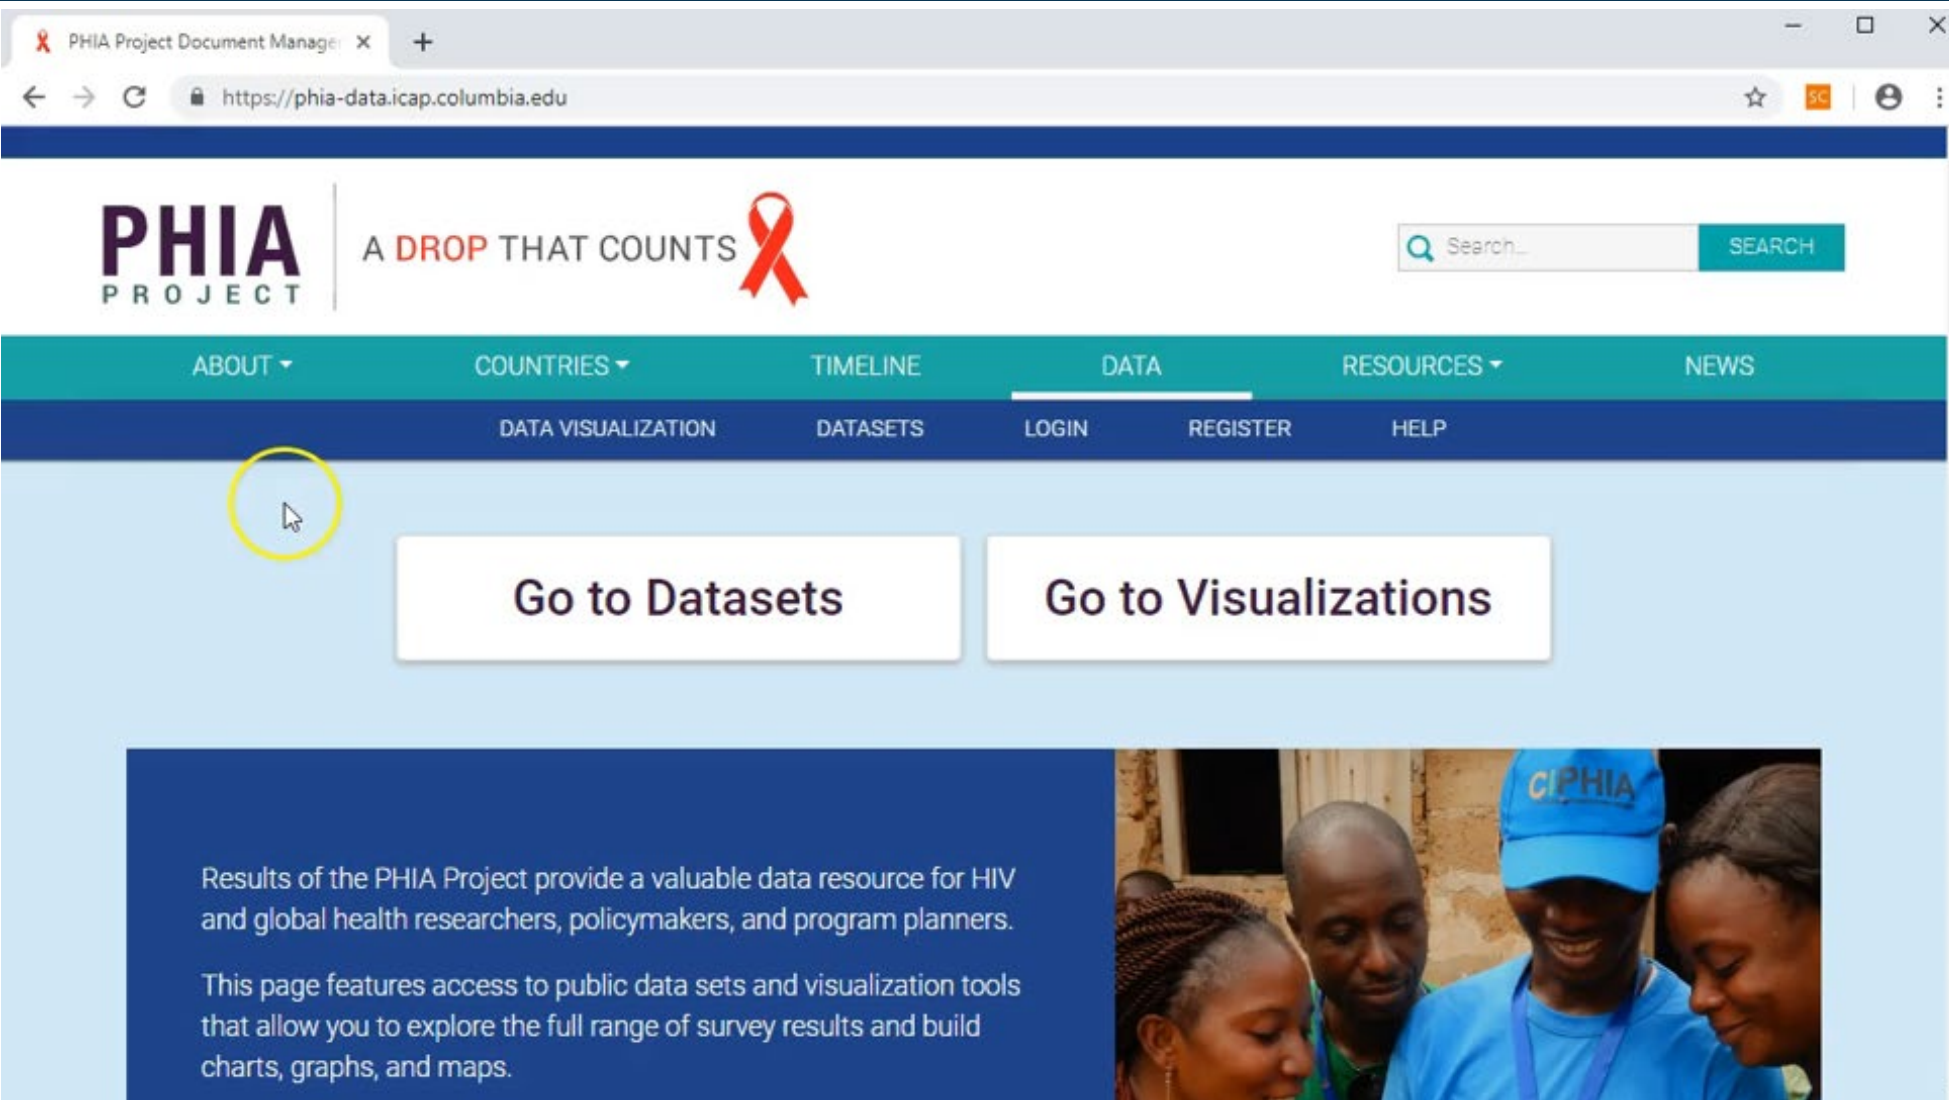 PHIA Project Document Manage
https://phia-data.icap.columbia.edu
SC
PHIA
PROJECT
A DROP THAT COUNTS
Search...
SEARCH
ABOUT
COUNTRIES
TIMELINE
DATA
RESOURCES
NEWS
DATA VISUALIZATION
DATASETS
LOGIN
REGISTER
HELP
Go to Datasets
Go to Visualizations
Results of the PHIA Project provide a valuable data resource for HIV
and global health researchers, policymakers, and program planners.
This page features access to public data sets and visualization tools
that allow you to explore the full range of survey results and build
charts, graphs, and maps.
CIPHIA